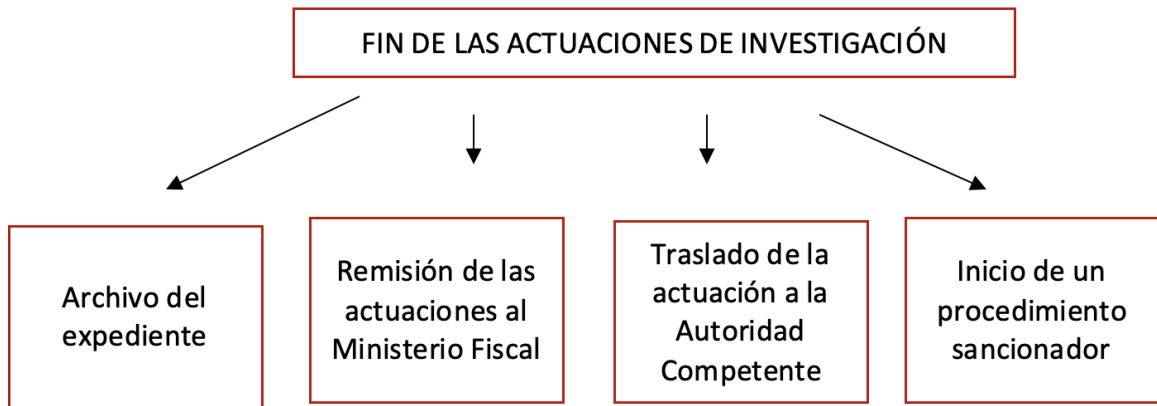 FIN DE LAS ACTUACIONES DE INVESTIGACIÓN
Archivo del
expediente
Remisión de las
actuaciones al
Ministerio Fiscal
Traslado de la
actuación a la
Autoridad
Competente
Inicio de un
procedimiento
sancionador